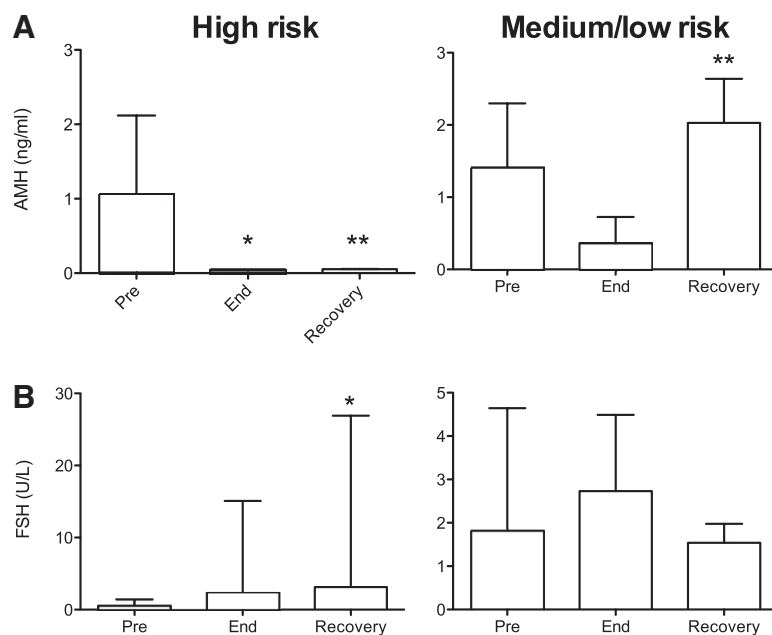 A
High risk
Medium/low risk
AMH (ng/ml)
3
2
1
0
*
**
Pre
End
Recovery
3
2
1
0
**
Pre
End
Recovery
B
FSH (U/L)
30
20
10
0
*
Pre
End
Recovery
5
4
3
2
1
0
Pre
End
Recovery